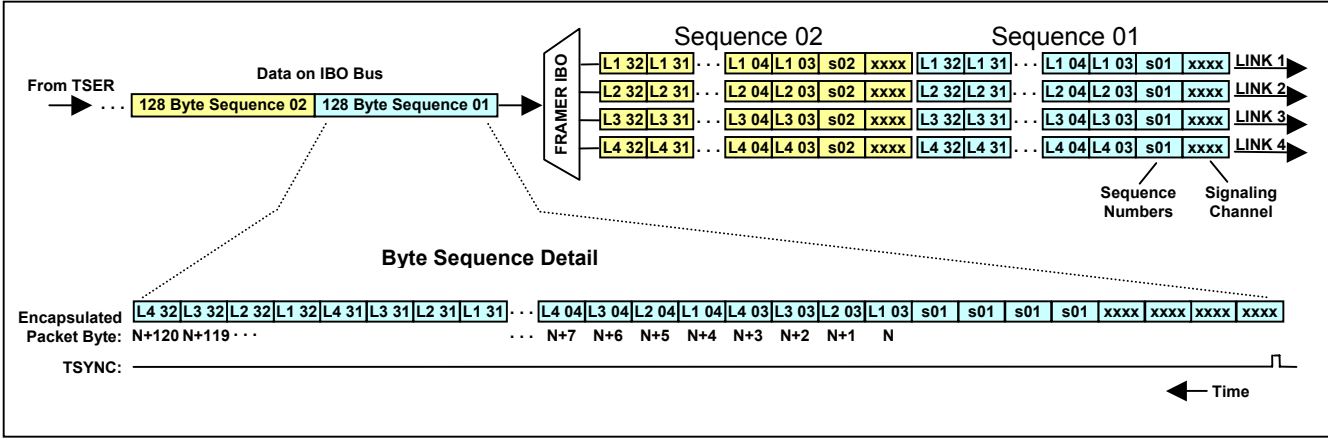 Sequence 02 Sequence 01
From TSER
Data on IBO Bus
. . . 128 Byte Sequence 02 128 Byte Sequence 01
FRAMER IBO
L1 32 L1 31 . . . L1 04 L1 03 s02 xxxx L1 32 L1 31 . . . L1 04 L1 03 s01 xxxx LINK 1
L2 32 L2 31 . . . L2 04 L2 03 s02 xxxx L2 32 L2 31 . . . L2 04 L2 03 s01 xxxx LINK 2
L3 32 L3 31 . . . L3 04 L3 03 s02 xxxx L3 32 L3 31 . . . L3 04 L3 03 s01 xxxx LINK 3
L4 32 L4 31 . . . L4 04 L4 03 s02 xxxx L4 32 L4 31 . . . L4 04 L4 03 s01 xxxx LINK 4
Sequence Numbers
Signaling Channel
Byte Sequence Detail
L4 32 L3 32 L2 32 L1 32 L4 31 L3 31 L2 31 L1 31 . . . L4 04 L3 04 L2 04 L1 04 L4 03 L3 03 L2 03 L1 03 s01 s01 s01 s01 xxxx xxxx xxxx xxxx
Encapsulated
Packet Byte: N+120 N+119 . . . . . . N+7 N+6 N+5 N+4 N+3 N+2 N+1 N
TSYNC:
Time